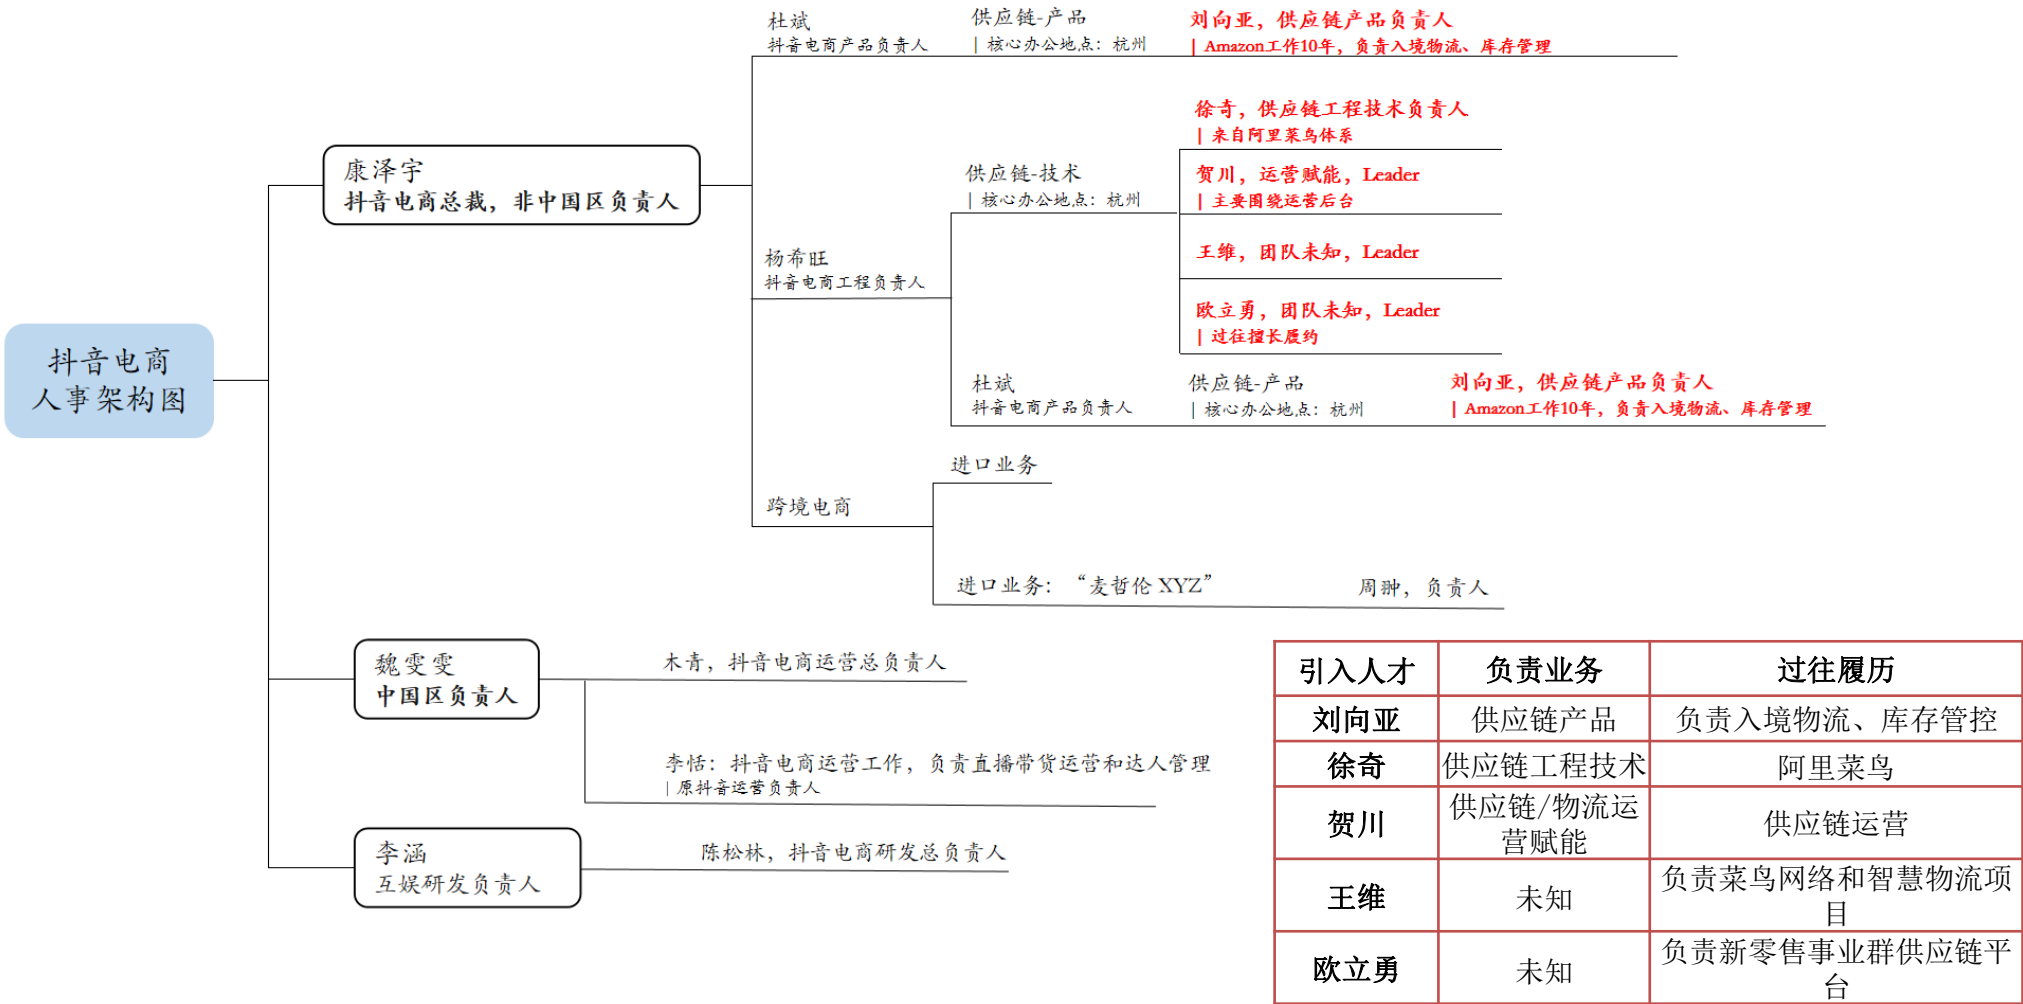 杜斌
抖音电商产品负责人
供应链-产品
| 核心办公地点：杭州
刘向亚，供应链产品负责人
| Amazon工作10年，负责入境物流、库存管理
康泽宇
抖音电商总裁，非中国区负责人
徐奇，供应链工程技术负责人
| 来自阿里菜鸟体系
供应链-技术
| 核心办公地点：杭州
贺川，运营赋能，Leader
| 主要围绕运营后台
王维，团队未知，Leader
杨希旺
抖音电商工程负责人
欧立勇，团队未知，Leader
| 过往擅长履约
抖音电商
人事架构图
杜斌
抖音电商产品负责人
供应链-产品
| 核心办公地点：杭州
刘向亚，供应链产品负责人
| Amazon工作10年，负责入境物流、库存管理
进口业务
跨境电商
进口业务：“麦哲伦 XYZ”
周翀，负责人
魏雯雯
中国区负责人
木青，抖音电商运营总负责人
李恬：抖音电商运营工作，负责直播带货运营和达人管理
| 原抖音运营负责人
李涵
互娱研发负责人
陈松林，抖音电商研发总负责人
引入人才 负责业务 过往履历
刘向亚 供应链产品 负责入境物流、库存管控
徐奇 供应链工程技术 阿里菜鸟
贺川 供应链/物流运
营赋能 供应链运营
王维 未知 负责菜鸟网络和智慧物流项
目
欧立勇 未知 负责新零售事业群供应链平
台